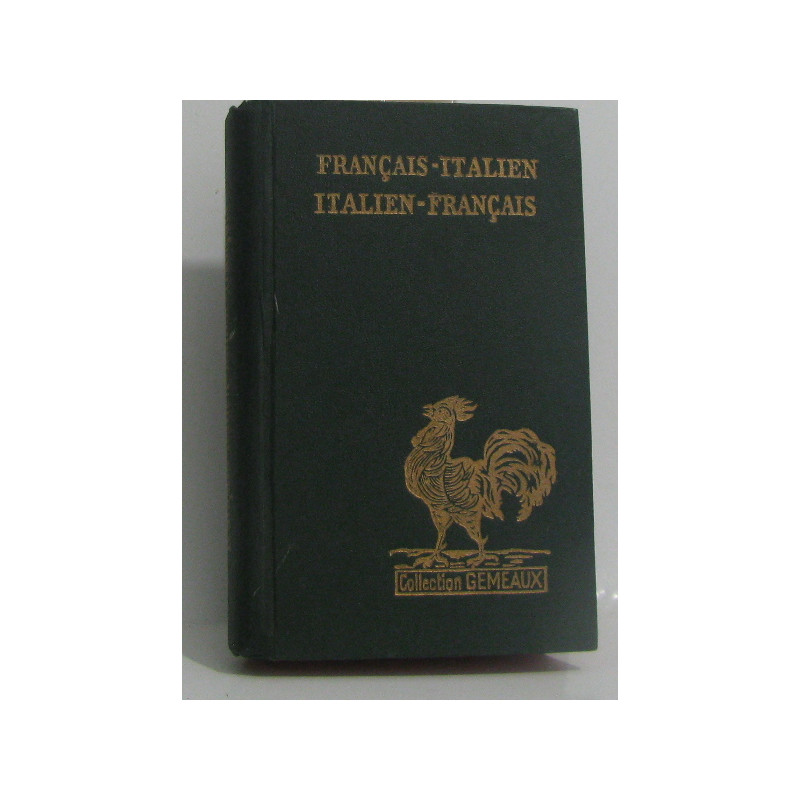 FRANÇAIS-ITALIEN
ITALIEN-FRANÇAIS
Collection GEMEAUX